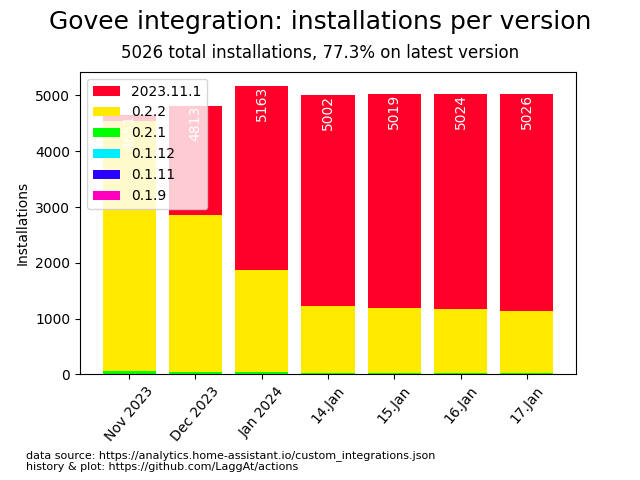 Govee integration: installations per version
5026 total installations, 77.3% on latest version
Installations
5000
4000
3000
2000
1000
0
2023.11.1
0.2.2
0.2.1
0.1.12
0.1.11
0.1.9
4813
5163
5002
5019
5024
5026
Nov 2023
Dec 2023
Jan 2024
14.Jan
15.Jan
16.Jan
17.Jan
data source: https://analytics.home-assistant.io/custom_integrations.json
history & plot: https://github.com/LaggAt/actions